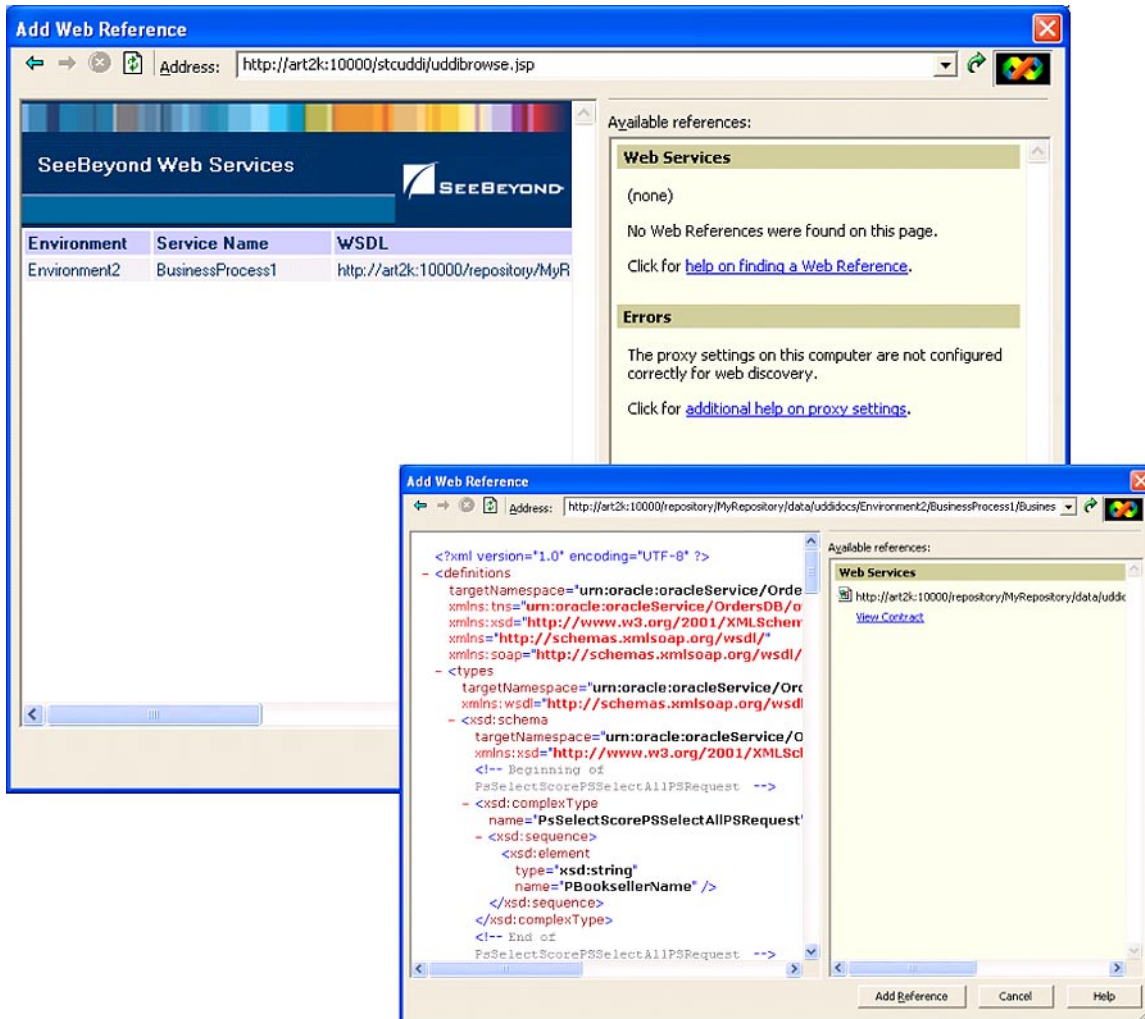 Add Web Reference
Address: http://art2k:10000/stcuddi/uddibrowse.jsp
SeeBeyond Web Services
SEEBEYOND
Environment Service Name WSDL
Environment2 BusinessProcess1 http://art2k:10000/repository/MyR
Available references:
Web Services
(none)
No Web References were found on this page.
Click for help on finding a Web Reference.
Errors
The proxy settings on this computer are not configured
correctly for web discovery.
Click for additional help on proxy settings.
Add Web Reference
Address: http://art2k:10000/repository/MyRepository/data/uddidocs/Environment2/BusinessProcess1/Busines
<?xml version="1.0" encoding="UTF-8" ?>
- <definitions
targetNamespace="urn:oracle:oracleService/Orde
xmlns:tns="urn:oracle:oracleService/OrdersDB/o
xmlns:xsd="http://www.w3.org/2001/XMLSchem
xmlns="http://schemas.xmlsoap.org/wsdl/"
xmlns:soap="http://schemas.xmlsoap.org/wsdl/
- <types
targetNamespace="urn:oracle:oracleService/Orc
xmlns:wsdl="http://schemas.xmlsoap.org/wsdl
- <xsd:schema
targetNamespace="urn:oracle:oracleService/O
xmlns:xsd="http://www.w3.org/2001/XMLScl
<!-- Beginning of
PsSelectScorePSSelectAllPSRequest -->
- <xsd:complexType
name="PsSelectScorePSSelectAllPSRequest"
- <xsd:sequence>
<xsd:element
type="xsd:string"
name="PBooksellerName" />
</xsd:sequence>
</xsd:complexType>
<!-- End of
PsSelectScorePSSelectAllPSRequest -->
Available references:
Web Services
http://art2k:10000/repository/MyRepository/data/uddic
View Contract
Add Reference
Cancel
Help